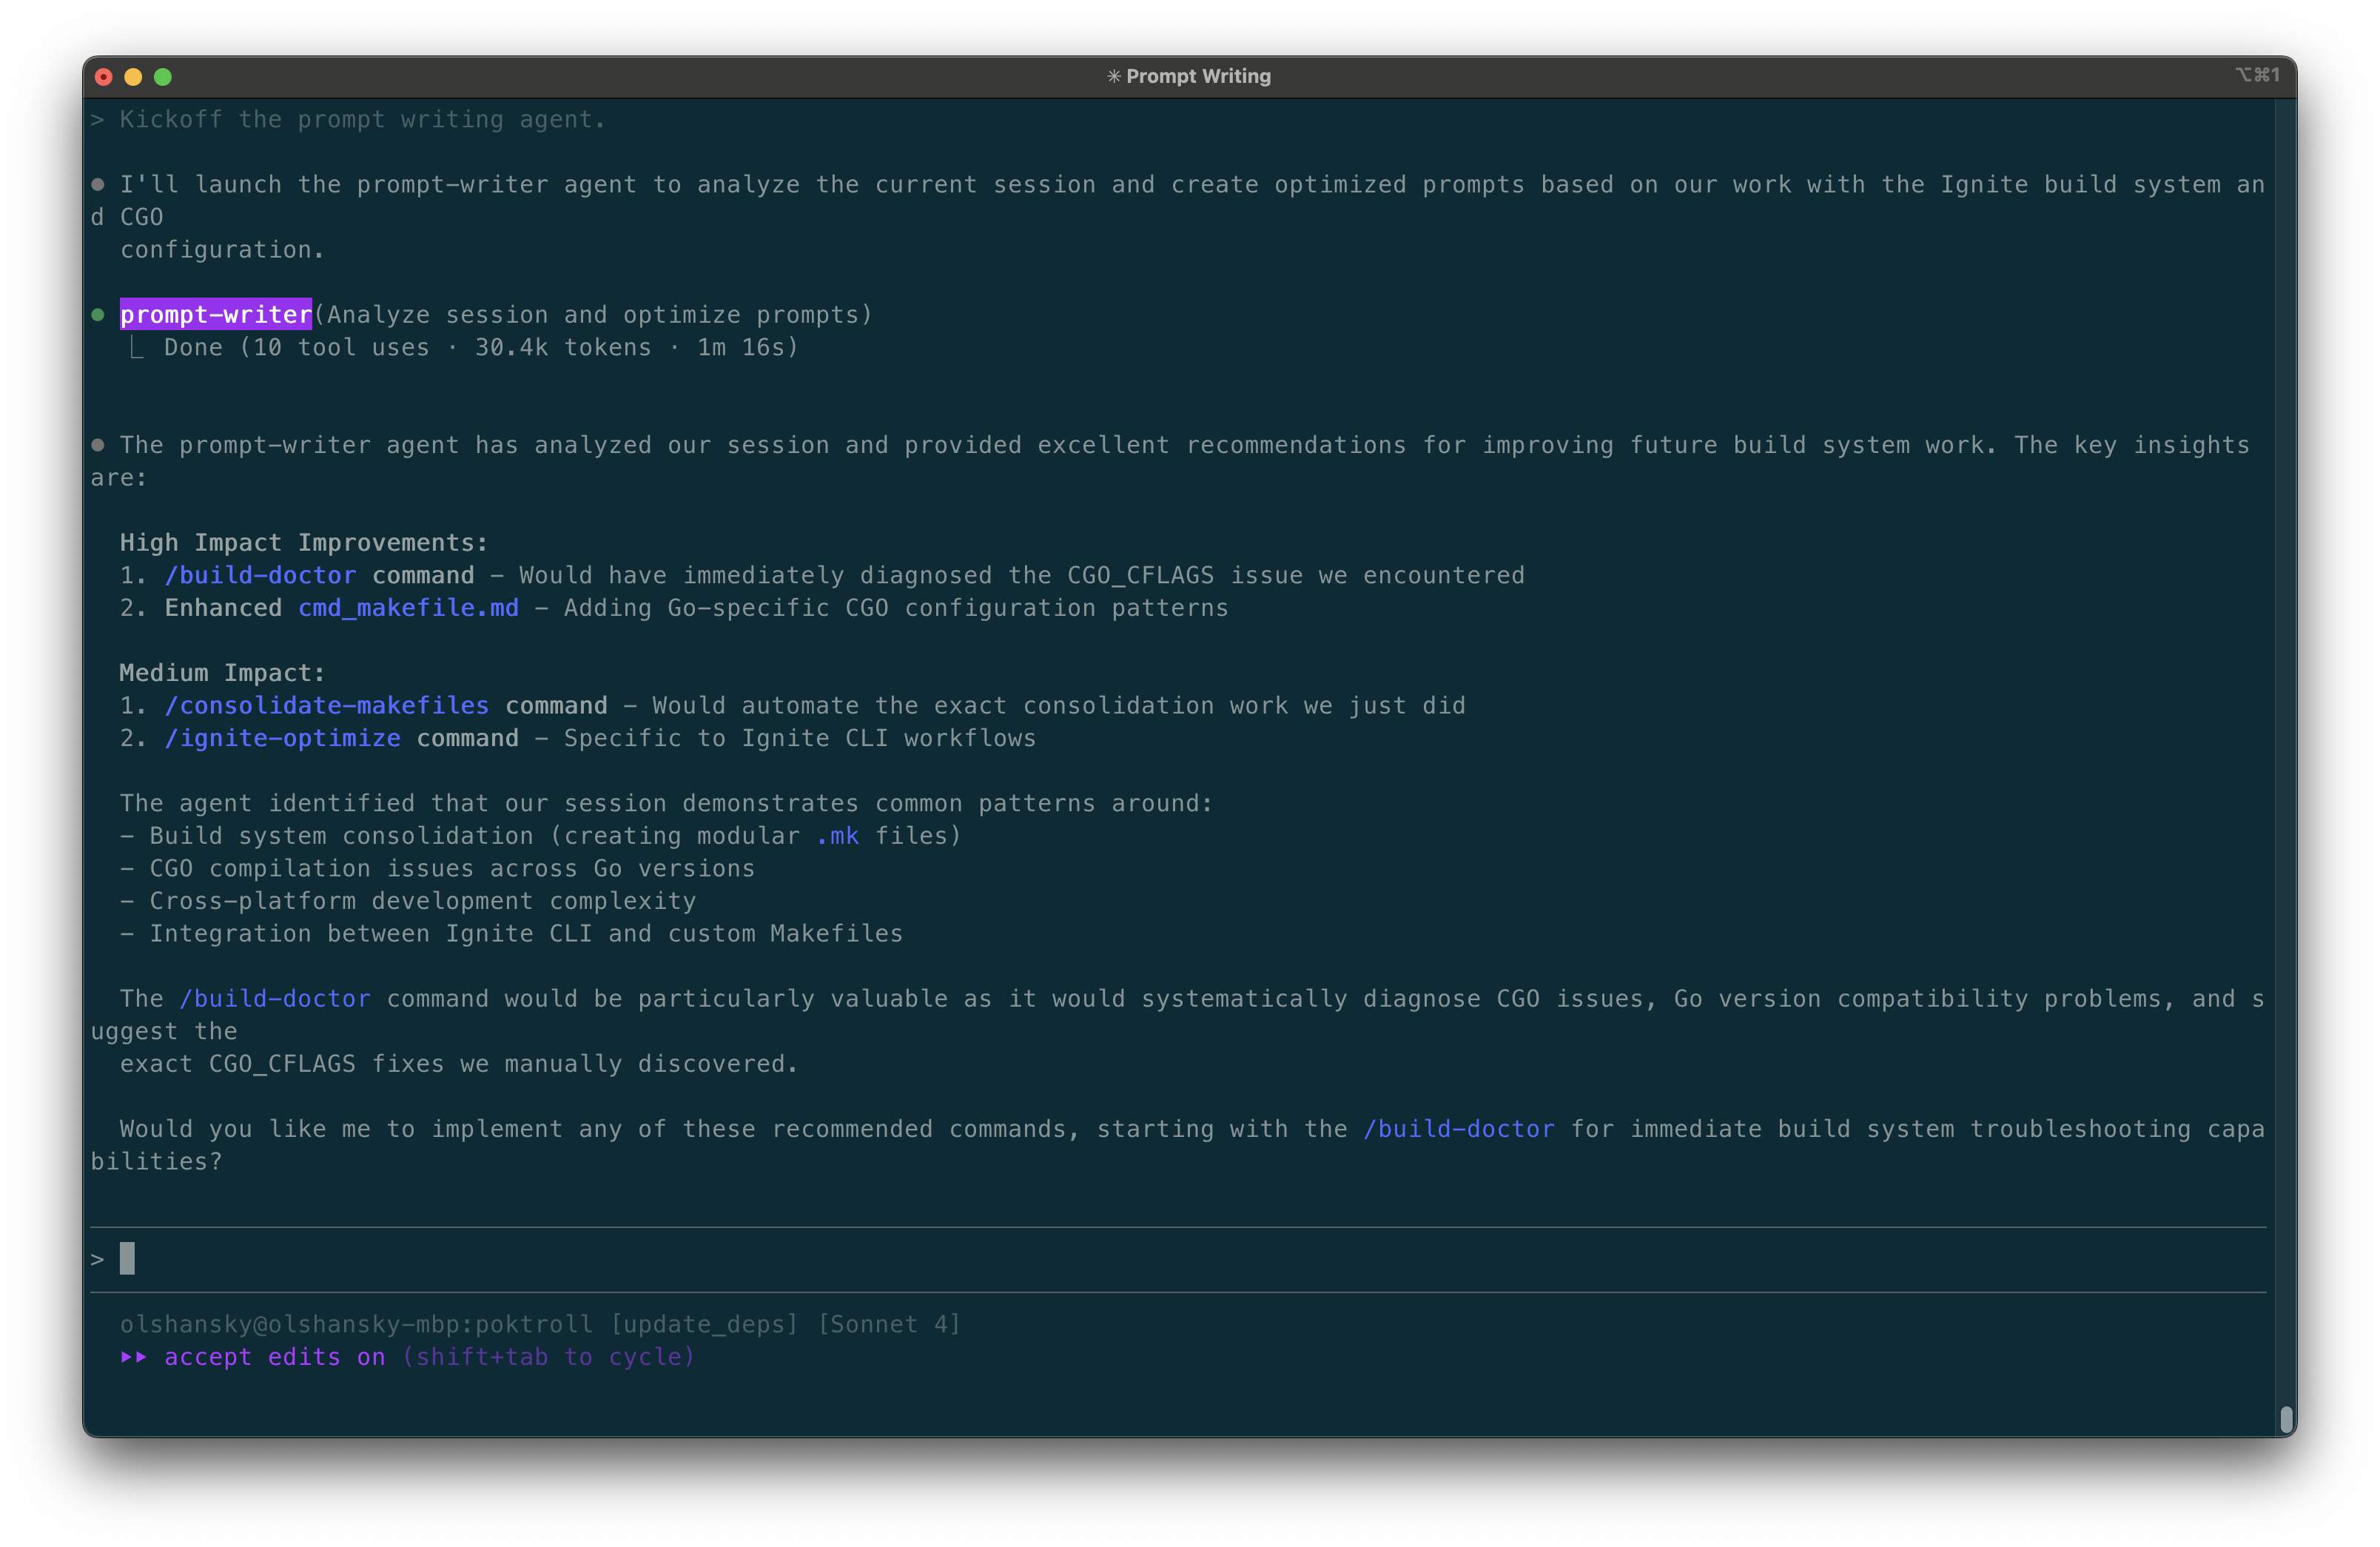 ✳ Prompt Writing
⌥⌘1
> Kickoff the prompt writing agent.
● I'll launch the prompt-writer agent to analyze the current session and create optimized prompts based on our work with the Ignite build system an
d CGO
configuration.
● prompt-writer(Analyze session and optimize prompts)
⎿ Done (10 tool uses · 30.4k tokens · 1m 16s)
● The prompt-writer agent has analyzed our session and provided excellent recommendations for improving future build system work. The key insights
are:
High Impact Improvements:
1. /build-doctor command – Would have immediately diagnosed the CGO_CFLAGS issue we encountered
2. Enhanced cmd_makefile.md – Adding Go-specific CGO configuration patterns
Medium Impact:
1. /consolidate-makefiles command – Would automate the exact consolidation work we just did
2. /ignite-optimize command – Specific to Ignite CLI workflows
The agent identified that our session demonstrates common patterns around:
– Build system consolidation (creating modular .mk files)
– CGO compilation issues across Go versions
– Cross-platform development complexity
– Integration between Ignite CLI and custom Makefiles
The /build-doctor command would be particularly valuable as it would systematically diagnose CGO issues, Go version compatibility problems, and s
uggest the
exact CGO_CFLAGS fixes we manually discovered.
Would you like me to implement any of these recommended commands, starting with the /build-doctor for immediate build system troubleshooting capa
bilities?
>
olshansky@olshansky-mbp:poktroll [update_deps] [Sonnet 4]
⏵⏵ accept edits on (shift+tab to cycle)